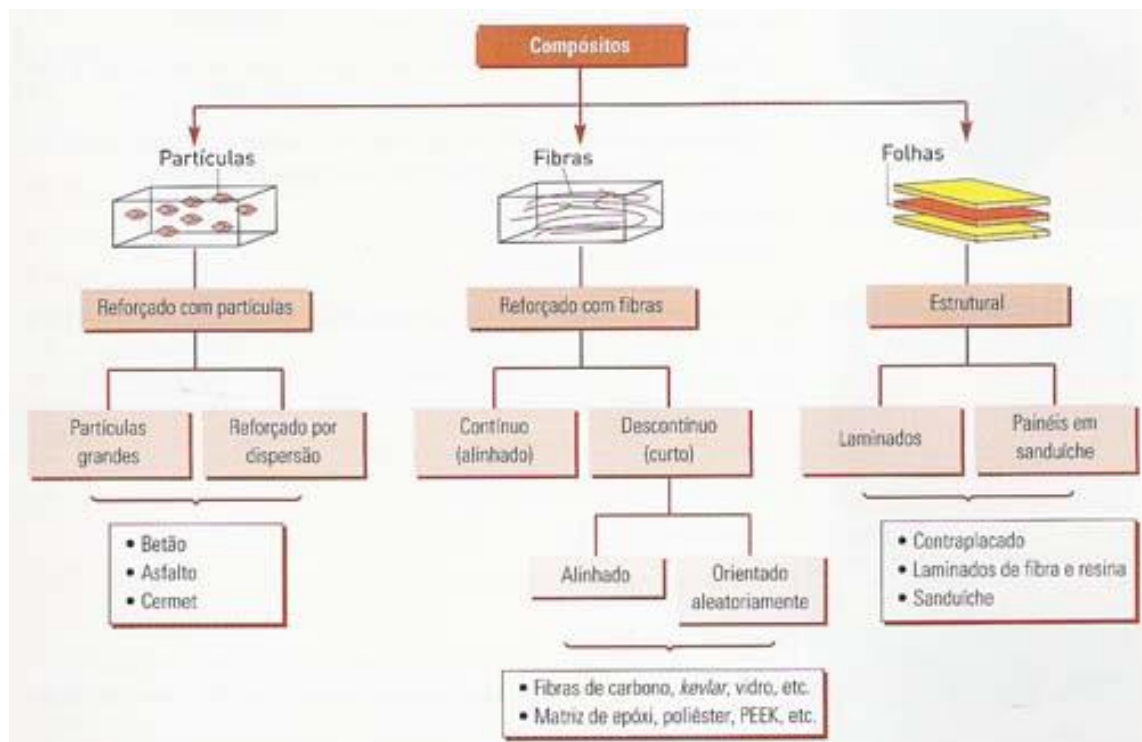 Compósitos
Partículas
Fibras
Folhas
Reforçado com partículas
Reforçado com fibras
Estrutural
Partículas
grandes
Reforçado por
dispersão
Contínuo
(alinhado)
Descontínuo
(curto)
Laminados
Painéis em
sanduíche
• Betão
• Asfalto
• Cermet
Alinhado
Orientado
aleatoriamente
• Contraplacado
• Laminados de fibra e resina
• Sanduíche
• Fibras de carbono, kevlar, vidro, etc.
• Matriz de epóxi, poliéster, PEEK, etc.